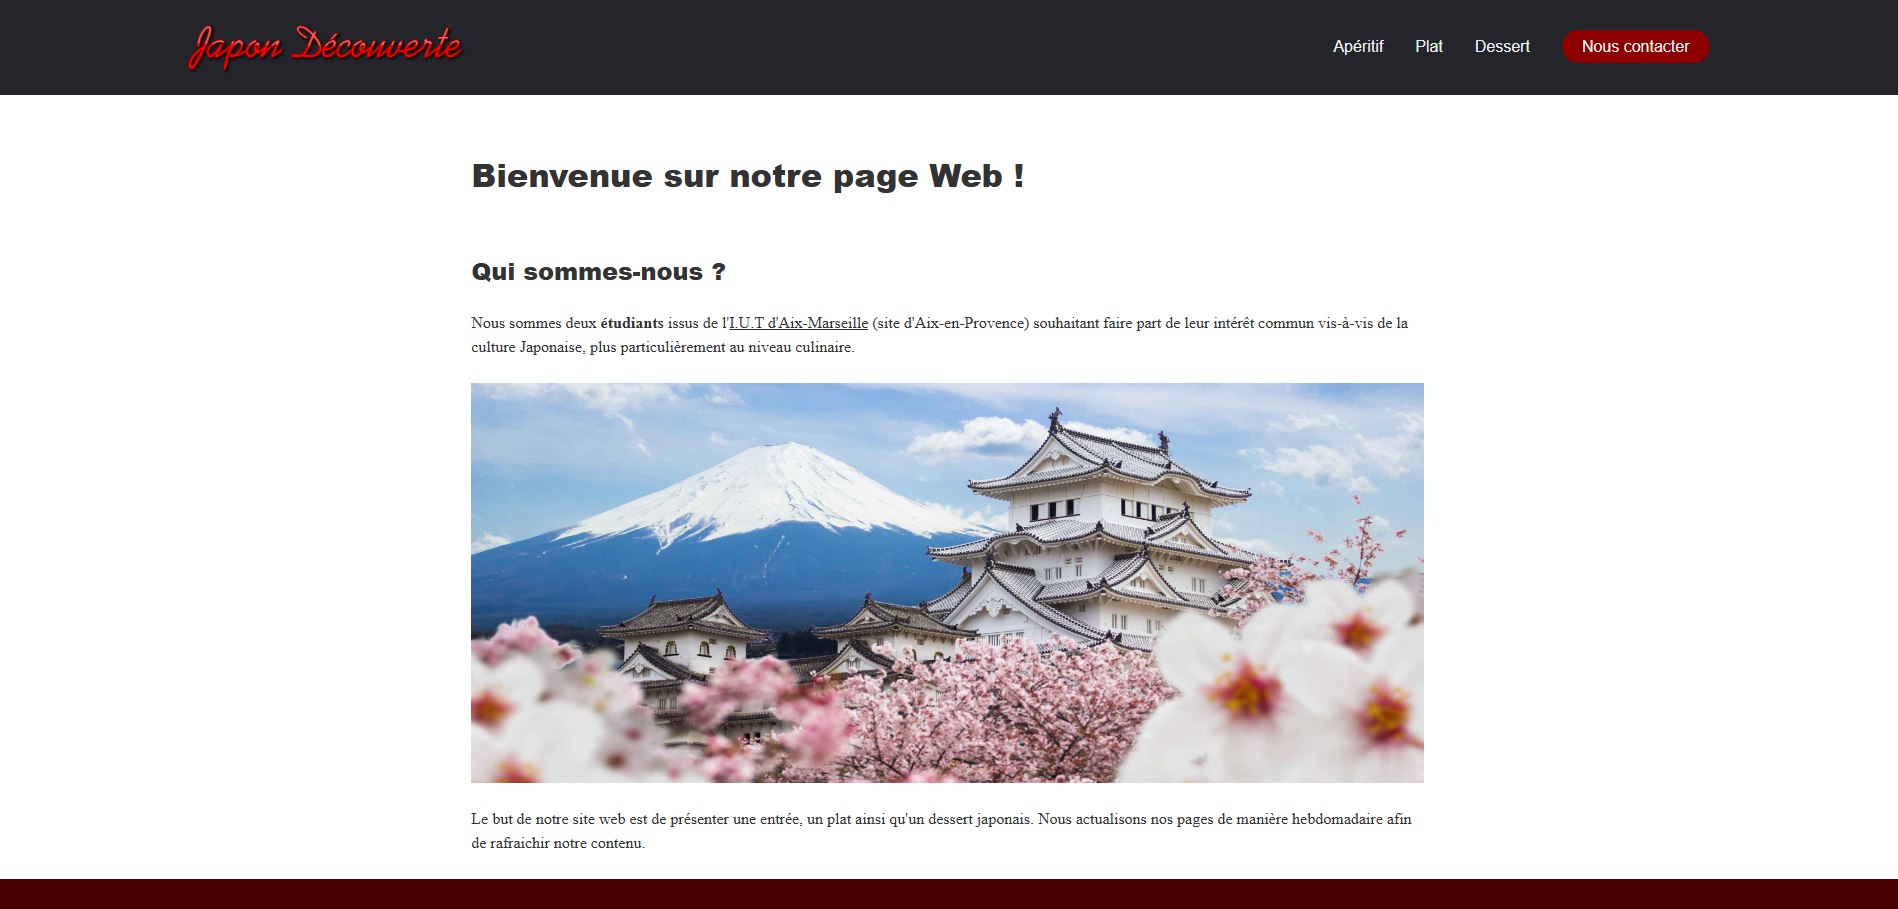 Japon Découverte
Apéritif Plat Dessert Nous contacter
Bienvenue sur notre page Web !
Qui sommes-nous ?
Nous sommes deux étudiants issus de l'I.U.T d'Aix-Marseille (site d'Aix-en-Provence) souhaitant faire part de leur intérêt commun vis-à-vis de la
culture Japonaise, plus particulièrement au niveau culinaire.
Le but de notre site web est de présenter une entrée, un plat ainsi qu'un dessert japonais. Nous actualisons nos pages de manière hebdomadaire afin
de rafraichir notre contenu.